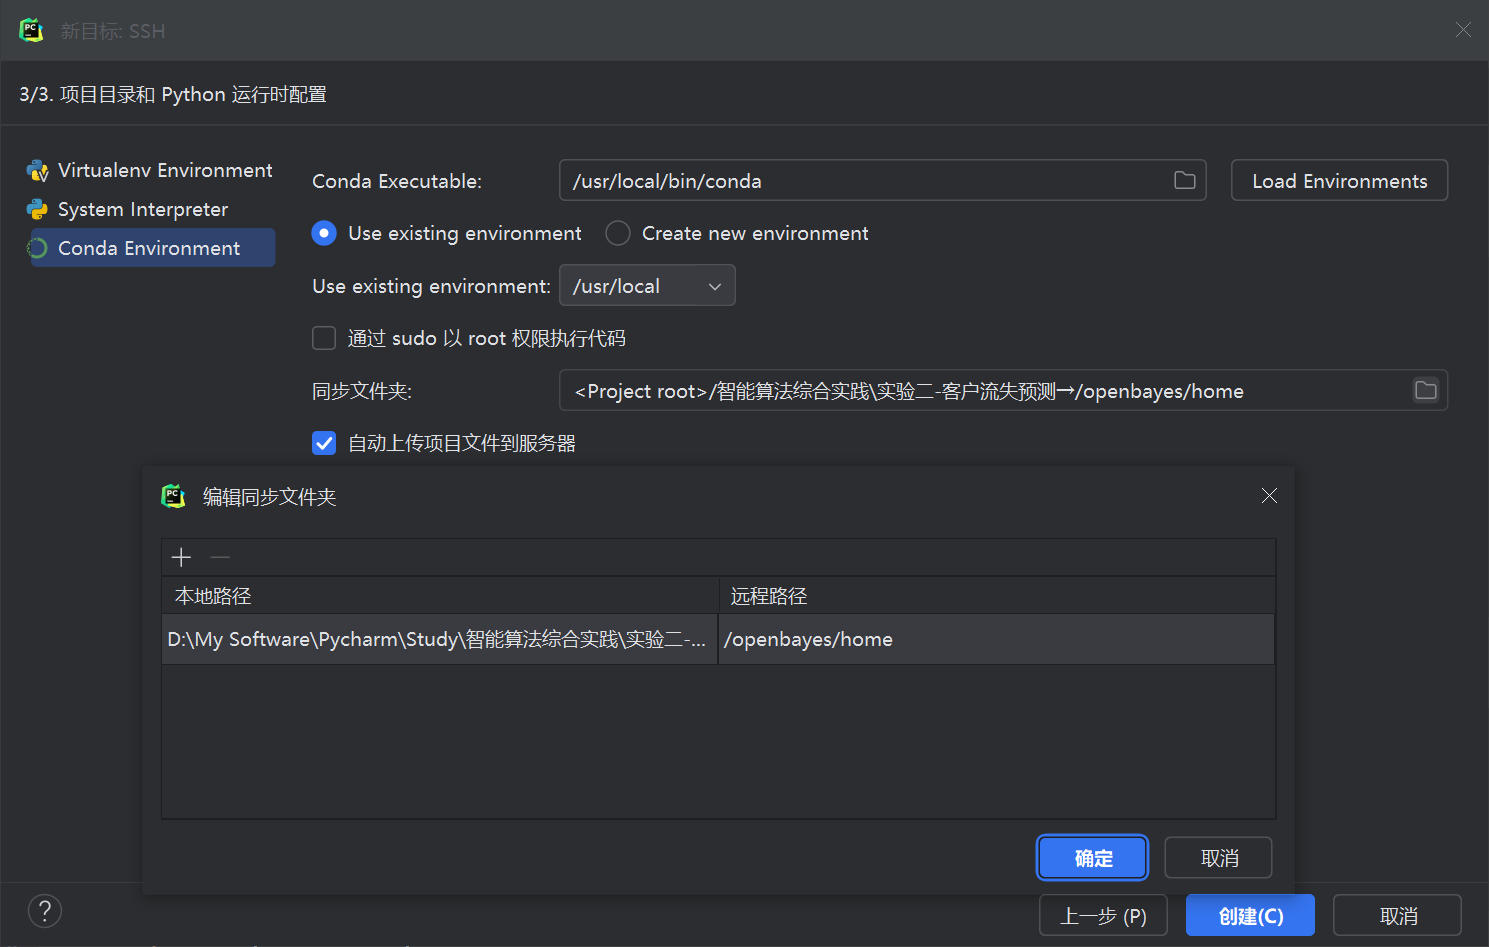 新目标: SSH
3/3. 项目目录和 Python 运行时配置
Virtualenv Environment
System Interpreter
Conda Environment
Conda Executable:
/usr/local/bin/conda
Load Environments
Use existing environment
Create new environment
Use existing environment:
/usr/local
通过 sudo 以 root 权限执行代码
同步文件夹:
<Project root>/智能算法综合实践\实验二-客户流失预测→/openbayes/home
自动上传项目文件到服务器
编辑同步文件夹
本地路径
远程路径
D:\My Software\Pycharm\Study\智能算法综合实践\实验二-...
/openbayes/home
确定
取消
?
上一步 (P)
创建(C)
取消